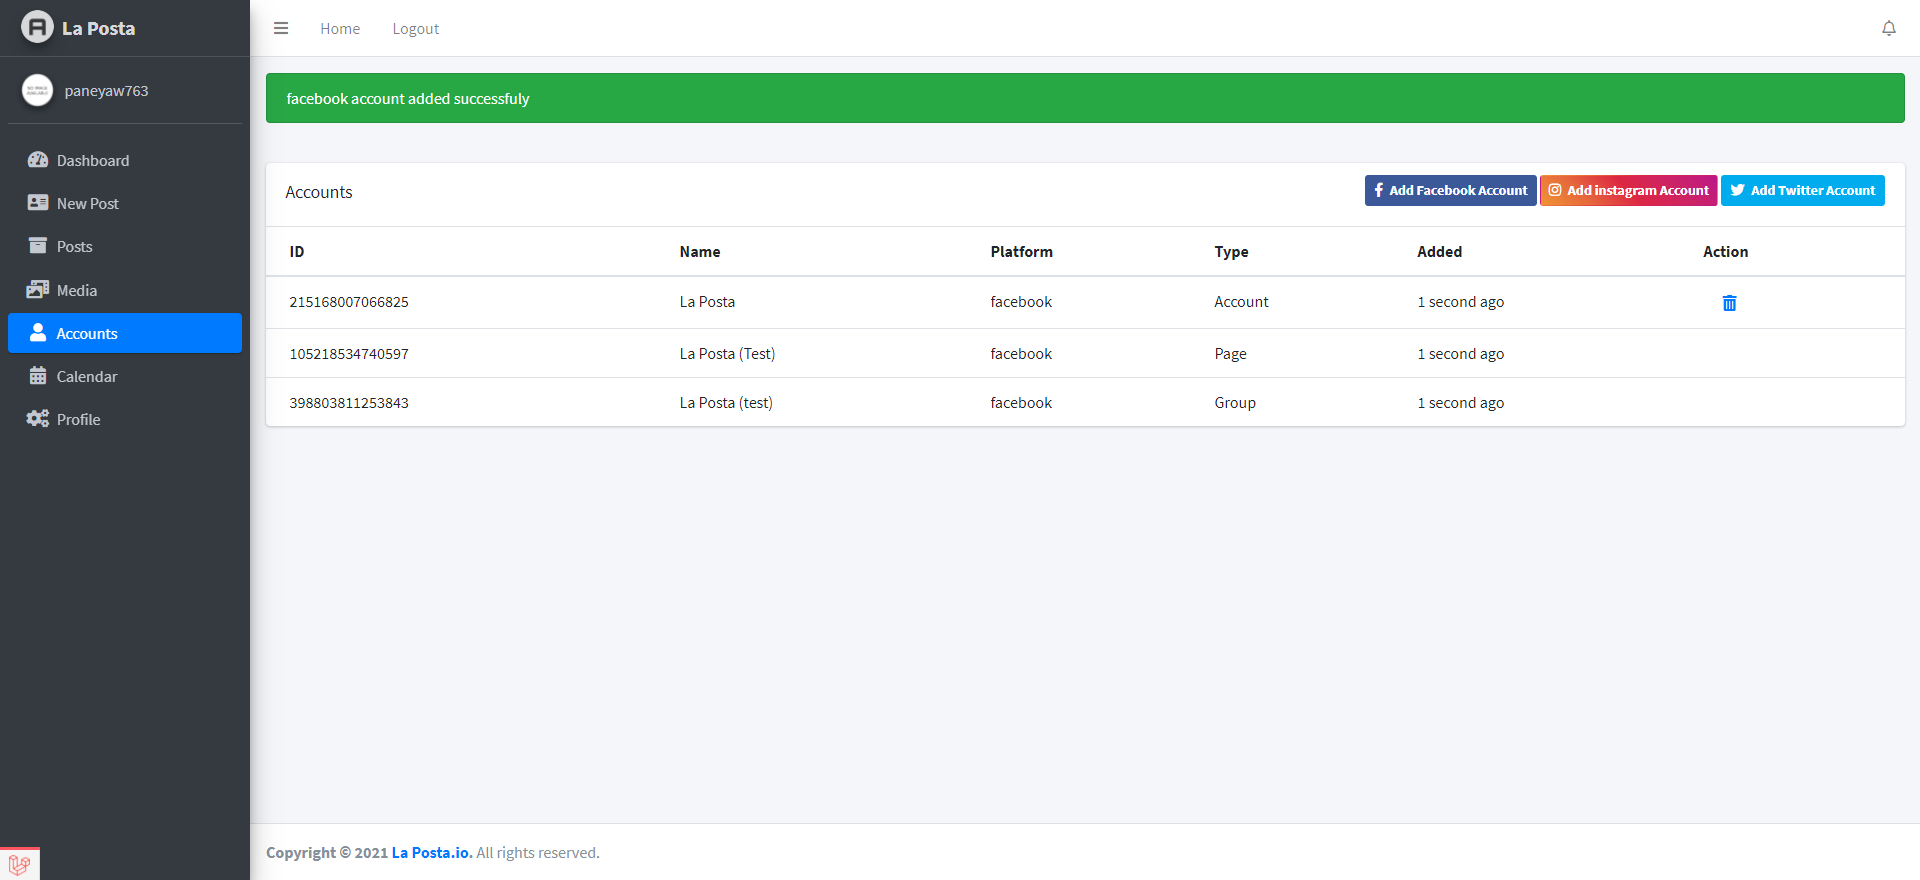 La Posta
Home
Logout
paneyaw763
Dashboard
New Post
Posts
Media
Accounts
Calendar
Profile
facebook account added successfuly
Accounts
Add Facebook Account
Add instagram Account
Add Twitter Account
ID Name Platform Type Added Action
215168007066825 La Posta facebook Account 1 second ago
105218534740597 La Posta (Test) facebook Page 1 second ago
398803811253843 La Posta (test) facebook Group 1 second ago
Copyright © 2021 La Posta.io. All rights reserved.